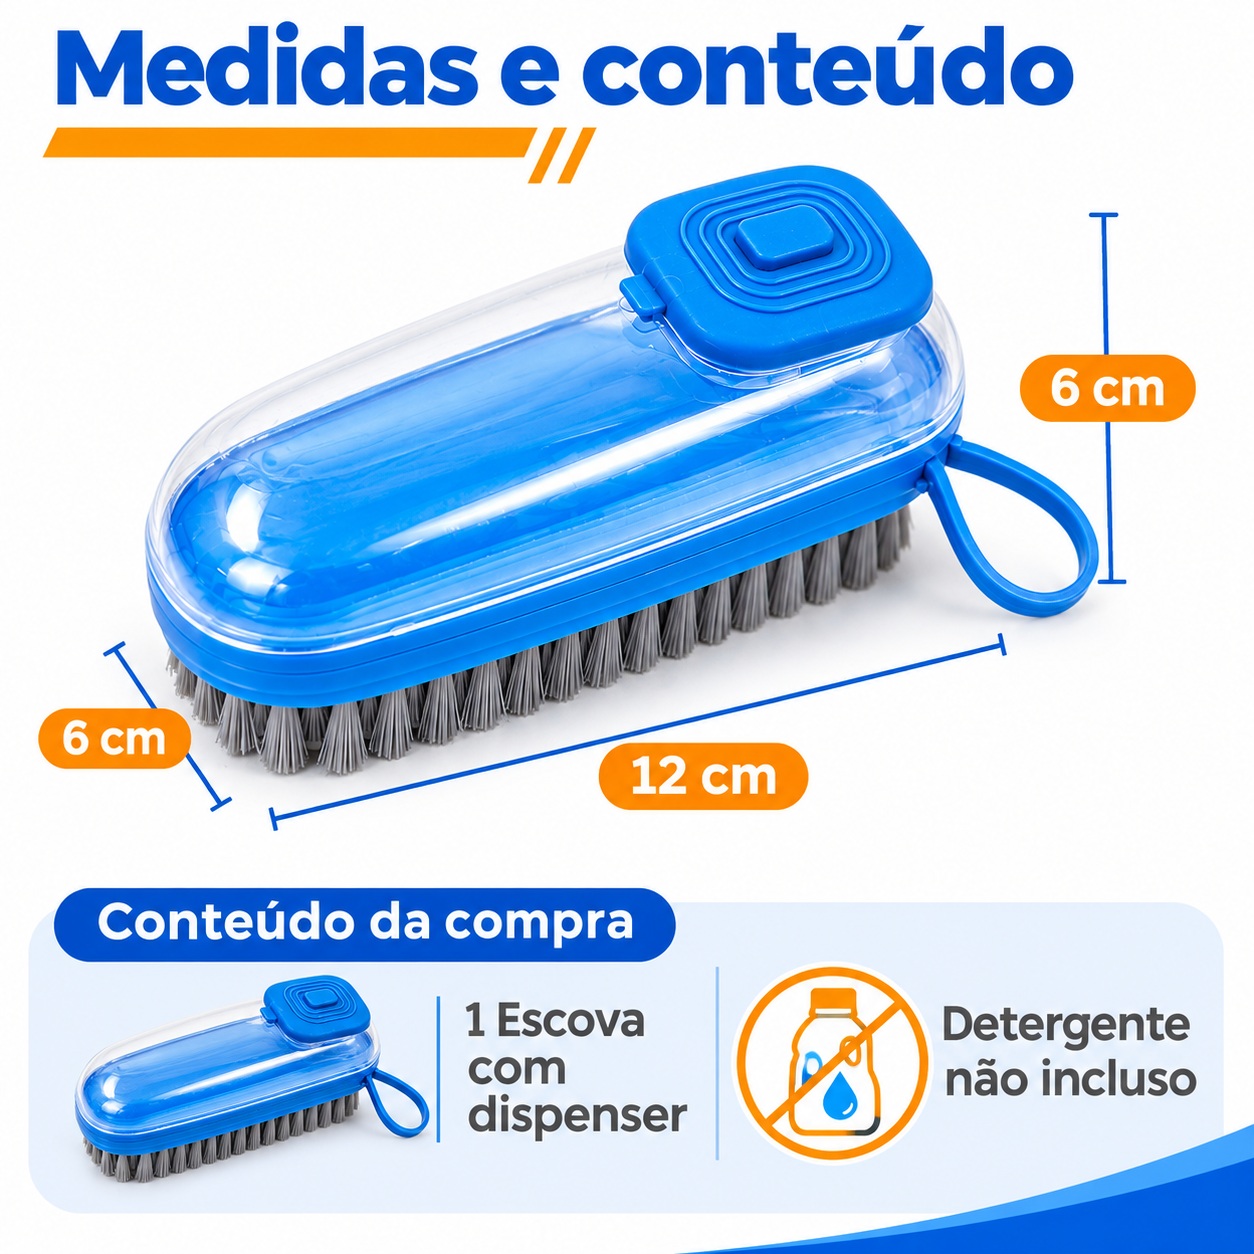 Medidas e conteúdo
6 cm
6 cm
12 cm
Conteúdo da compra
1 Escova
com
dispenser
Detergente
não incluso